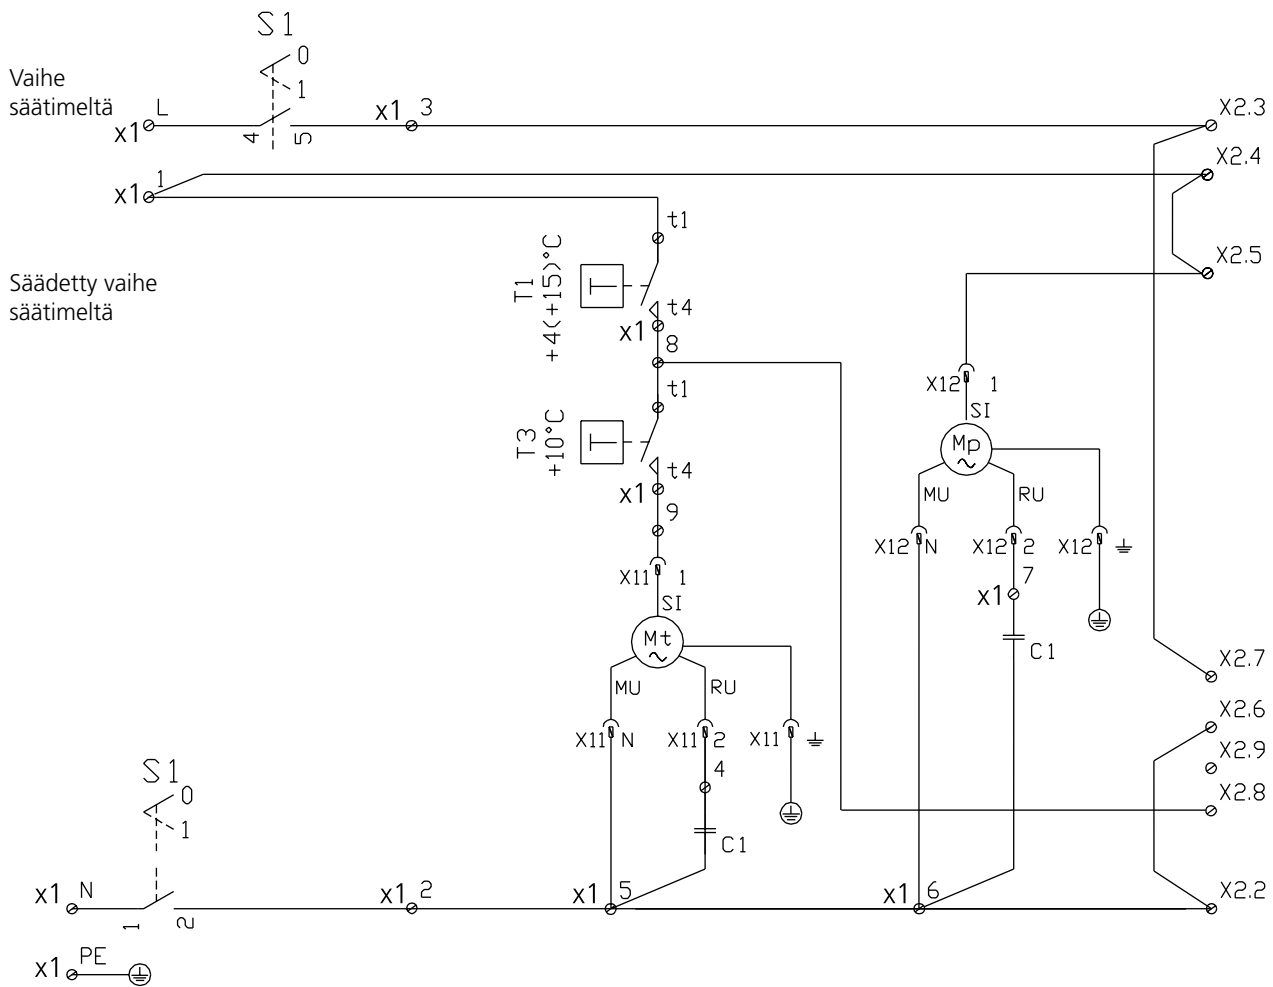 S1
0
1
Vaihe
säätimeltä
L
x1
4
5
x1 3
X2.3
X2.4
1
x1
t1
X2.5
Säädetty vaihe
säätimeltä
T1
+4(+15)°C
T
t4
x1
8
t1
X12 1
SI
Mp
T3
+10°C
T
t4
x1
9
MU
RU
X12 N
X12 2
X12
7
x1
X11 1
SI
Mt
C1
X2.7
MU
RU
X2.6
X11 N
X11 2
X11
X2.9
4
S1
0
1
X2.8
C1
x1 N
x1 2
x1 5
x1 6
X2.2
1
2
x1 PE